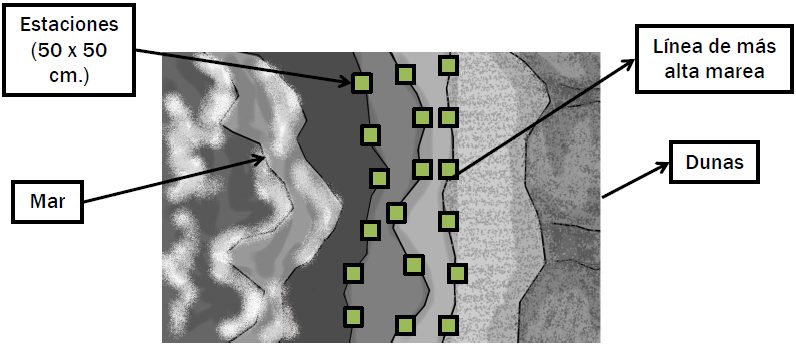 Estaciones
(50 x 50
cm.)
Línea de más
alta marea
Dunas
Mar